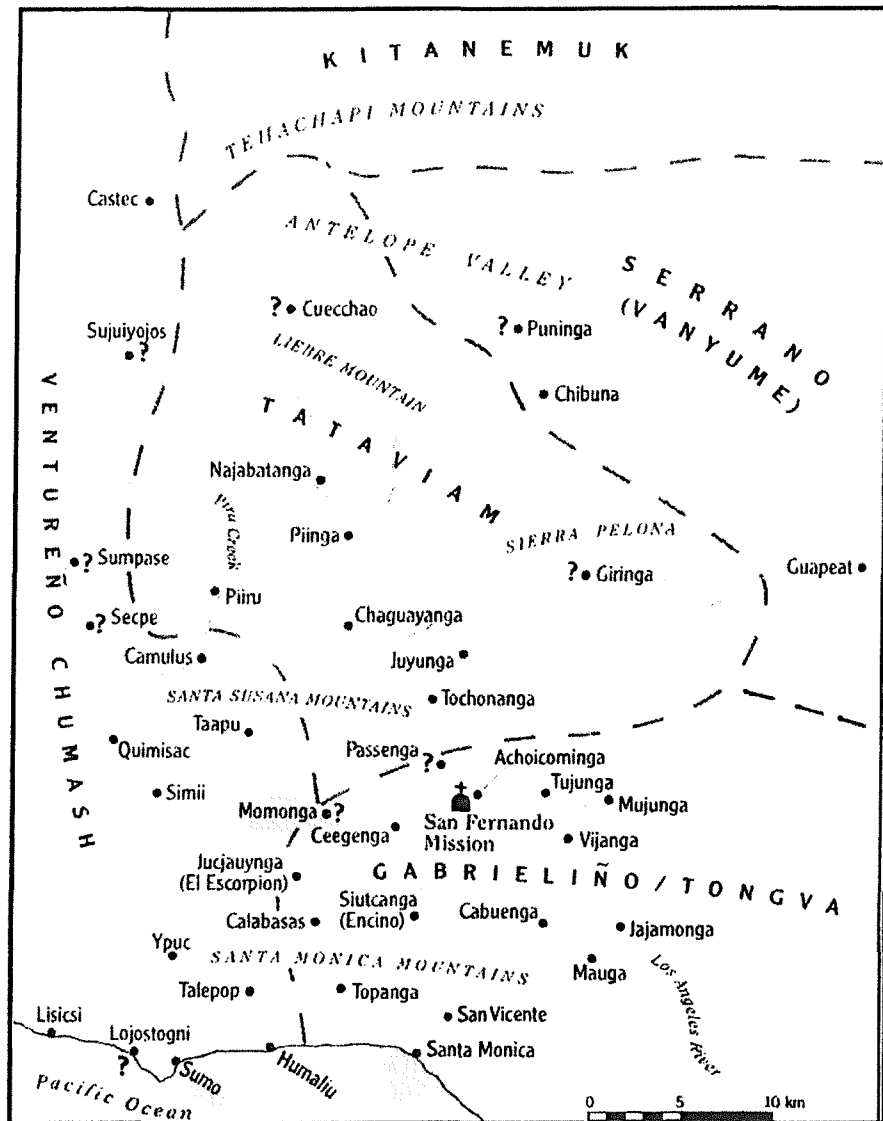 KITANEMUK
TEHACHAPI MOUNTAINS
Castec
ANTELOPE VALLEY
SERRANO
(VANYUME)
? Cuecchao
? Puninga
Sujuiyojos
?
LIEBRE MOUNTAIN
Chibuna
VENTUREÑO CHUMASH
TATAVIAM
Najabatanga
Piru Creek
Piinga
SIERRA PELONA
? Sumpase
? Giringa
Guapeat
Piiru
? Secpe
Chaguayanga
Camulus
Juyunga
SANTA SUSANA MOUNTAINS
Tochonanga
Taapu
Quimisac
Passenga
?
Achoicominga
Simii
Tujunga
Mujunga
Momonga ?
Ceegenga
San Fernando
Mission
Vijanga
Jucjauynga
(El Escorpion)
GABRIELIÑO/TONGVA
Siutcanga
(Encino)
Calabasas
Cabuenga
Jajamonga
Ypuc
SANTA MONICA MOUNTAINS
Mauga
Los Angeles River
Talepop
Topanga
San Vicente
Lisicsi
Lojostogni
?
Sumo
Humaliu
Santa Monica
Pacific Ocean
0 5 10 km